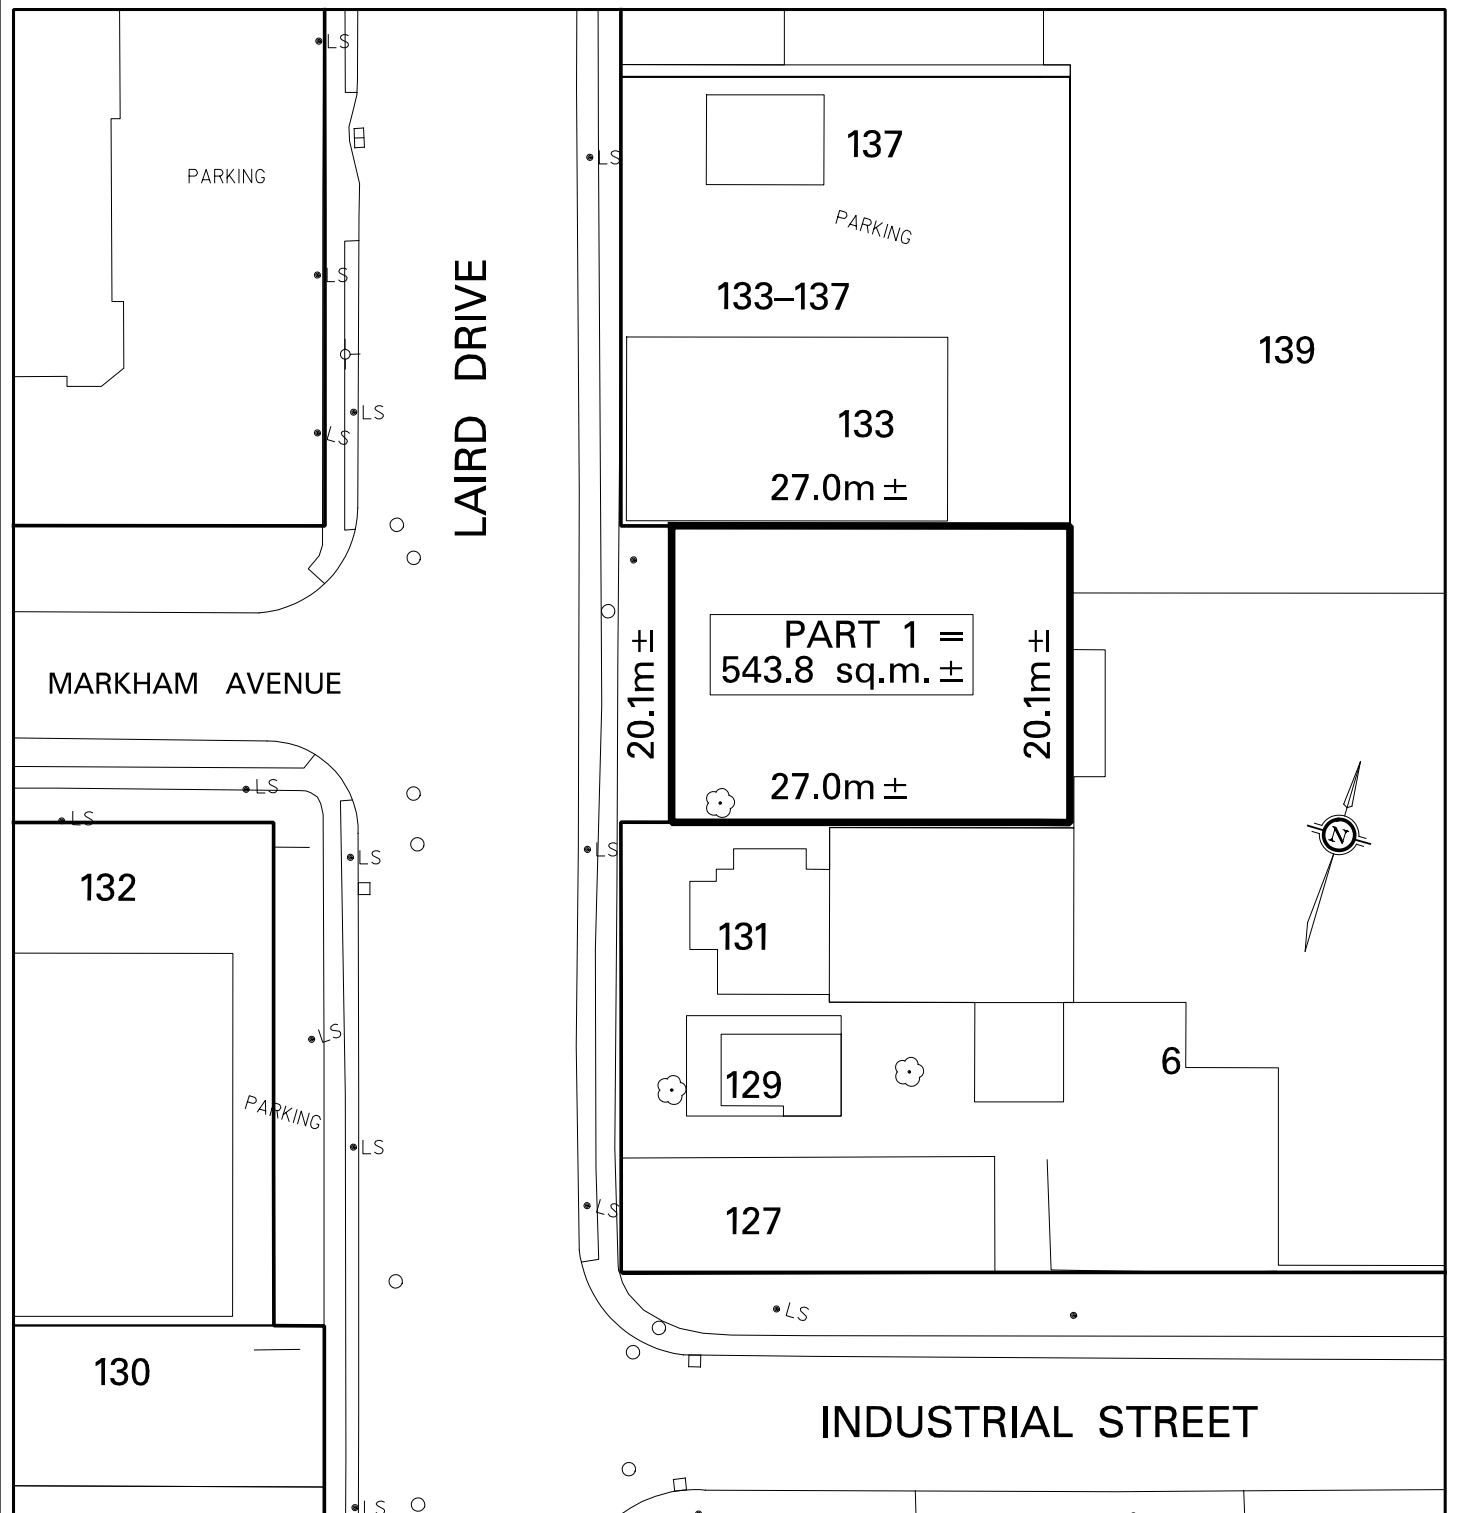 LS
137
LS
PARKING
PARKING
LS
133–137
LAIRD DRIVE
139
LS
133
LS
27.0m ±
PART 1 =
543.8 sq.m. ±
20.1m ±
20.1m ±
MARKHAM AVENUE
27.0m ±
LS
LS
LS
LS
132
N
131
LS
6
129
PARKING
LS
LS
127
LS
130
INDUSTRIAL STREET
LS